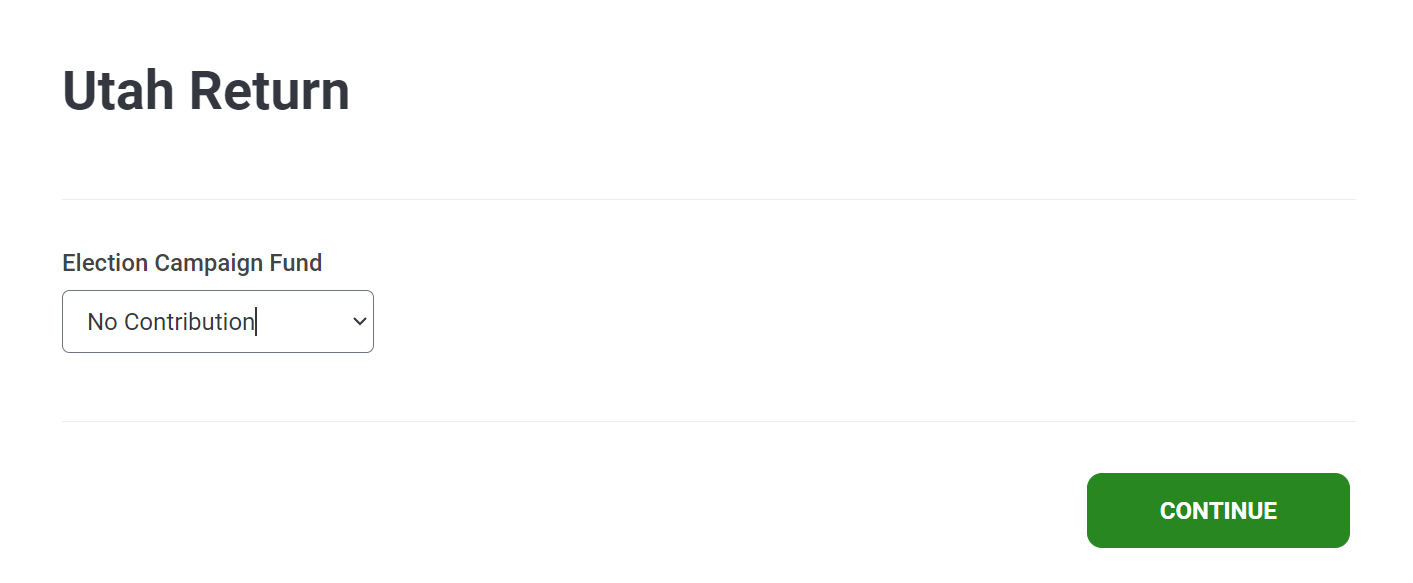 Utah Return
Election Campaign Fund
No Contribution
CONTINUE